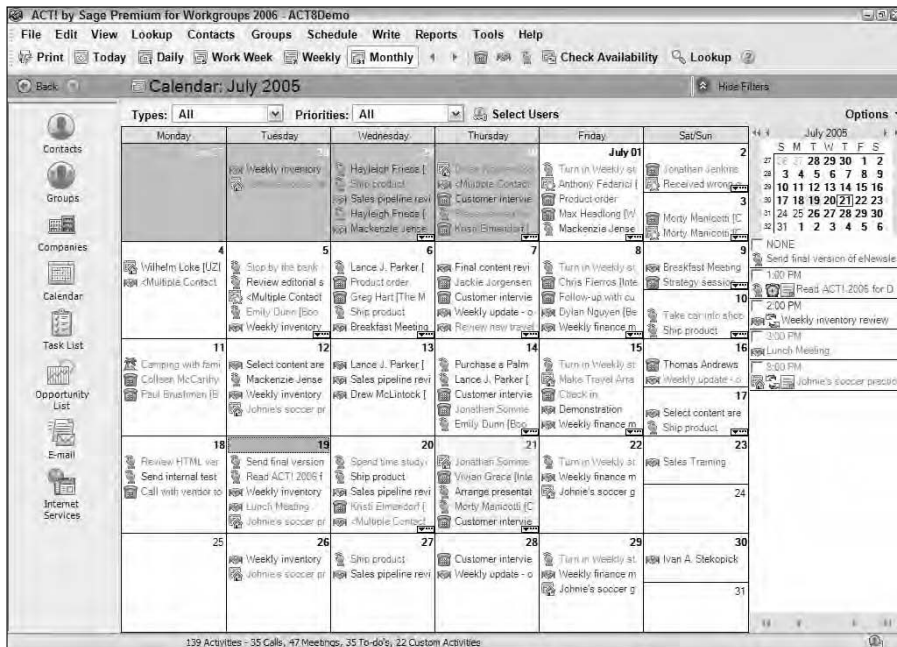 ACT! by Sage Premium for Workgroups 2006 - ACT8Demo
File Edit View Lookup Contacts Groups Schedule Write Reports Tools Help
Print Today Daily Work Week Weekly Monthly Check Availability Lookup
Back Calendar: July 2005 Hide Filters
Types: All Priorities: All Select Users Options
Contacts
Groups
Companies
Calendar
Task List
Opportunity
List
E-mail
Internet
Services
Monday Tuesday Wednesday Thursday Friday Sat/Sun
Weekly inventory
Hayleigh Friese [
Ship product
Sales pipeline revi
Hayleigh Friese [
Mackenzie Jense
<Multiple Contact
Customer intervie
Kristi Elmendorf [
July 01
Turn in Weekly st
Anthony Federici [
Product order
Max Headlong [W
Mackenzie Jense
2
Jonathan Jenkins
Received wrong
3
Morty Manicotti [C
Morty Manicotti [C
4
Wilhelm Loke [UZ[
<Multiple Contact
5
Stop by the bank
Review editorial s
<Multiple Contact
Emily Dunn [Boo
Weekly inventory
6
Lance J. Parker [
Product order
Greg Hart [The M
Ship product
Breakfast Meeting
7
Final content revi
Jackie Jorgensen
Customer intervie
Weekly update - o
Review new travel
8
Turn in Weekly st
Chris Fierros [Inte
Follow-up with cu
Dylan Nguyen [Be
Weekly finance m
9
Breakfast Meeting
Strategy session
10
Take car into shop
Ship product
11
Camping with fami
Colleen McCarthy
Paul Brushman [B
12
Select content are
Mackenzie Jense
Weekly inventory
Johnie's soccer pr
13
Lance J. Parker [
Sales pipeline revi
Drew McLintock [
14
Purchase a Palm
Lance J. Parker [
Customer intervie
Jonathan Somme
Emily Dunn [Boo
15
Turn in Weekly st
Make Travel Arra
Check in
Demonstration
Weekly finance m
16
Thomas Andrews
Weekly update - o
17
Select content are
Ship product
18
Review HTML ver
Send internal test
Call with vendor to
19
Send final version
Read ACT! 2006 f
Weekly inventory
Lunch Meeting
Johnie's soccer pr
20
Spend time study
Ship product
Sales pipeline revi
Kristi Elmendorf [
<Multiple Contact
21
Jonathan Somme
Vivian Grace [Inte
Arrange presentat
Morty Manicotti [C
Customer intervie
22
Turn in Weekly st
Weekly finance m
Johnie's soccer g
23
Sales Training
24
25
26
Weekly inventory
Johnie's soccer pr
27
Ship product
Sales pipeline revi
28
Customer intervie
Weekly update - o
29
Turn in Weekly st
Weekly finance m
Johnie's soccer g
30
Ivan A. Stekopick
31
July 2005
S M T W T F S
27 26 27 28 29 30 1 2
28 3 4 5 6 7 8 9
29 10 11 12 13 14 15 16
30 17 18 19 20 21 22 23
31 24 25 26 27 28 29 30
32 31 1 2 3 4 5 6
NONE
Send final version of eNewsle
1:00 PM
Read ACT! 2006 for D
2:00 PM
Weekly inventory review
3:00 PM
Lunch Meeting
8:00 PM
Johnie's soccer practic
139 Activities - 35 Calls, 47 Meetings, 35 To-do's, 22 Custom Activities